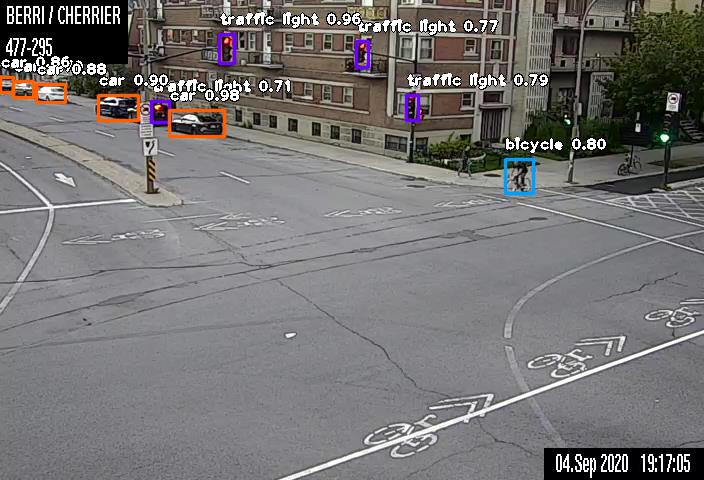 BERRI / CHERRIER
477-295
traffic light 0.96
traffic light 0.77
car 0.86
car 0.88
car 0.90
traffic light 0.71
car 0.98
traffic light 0.79
bicycle 0.80
04.Sep 2020 19:17:05